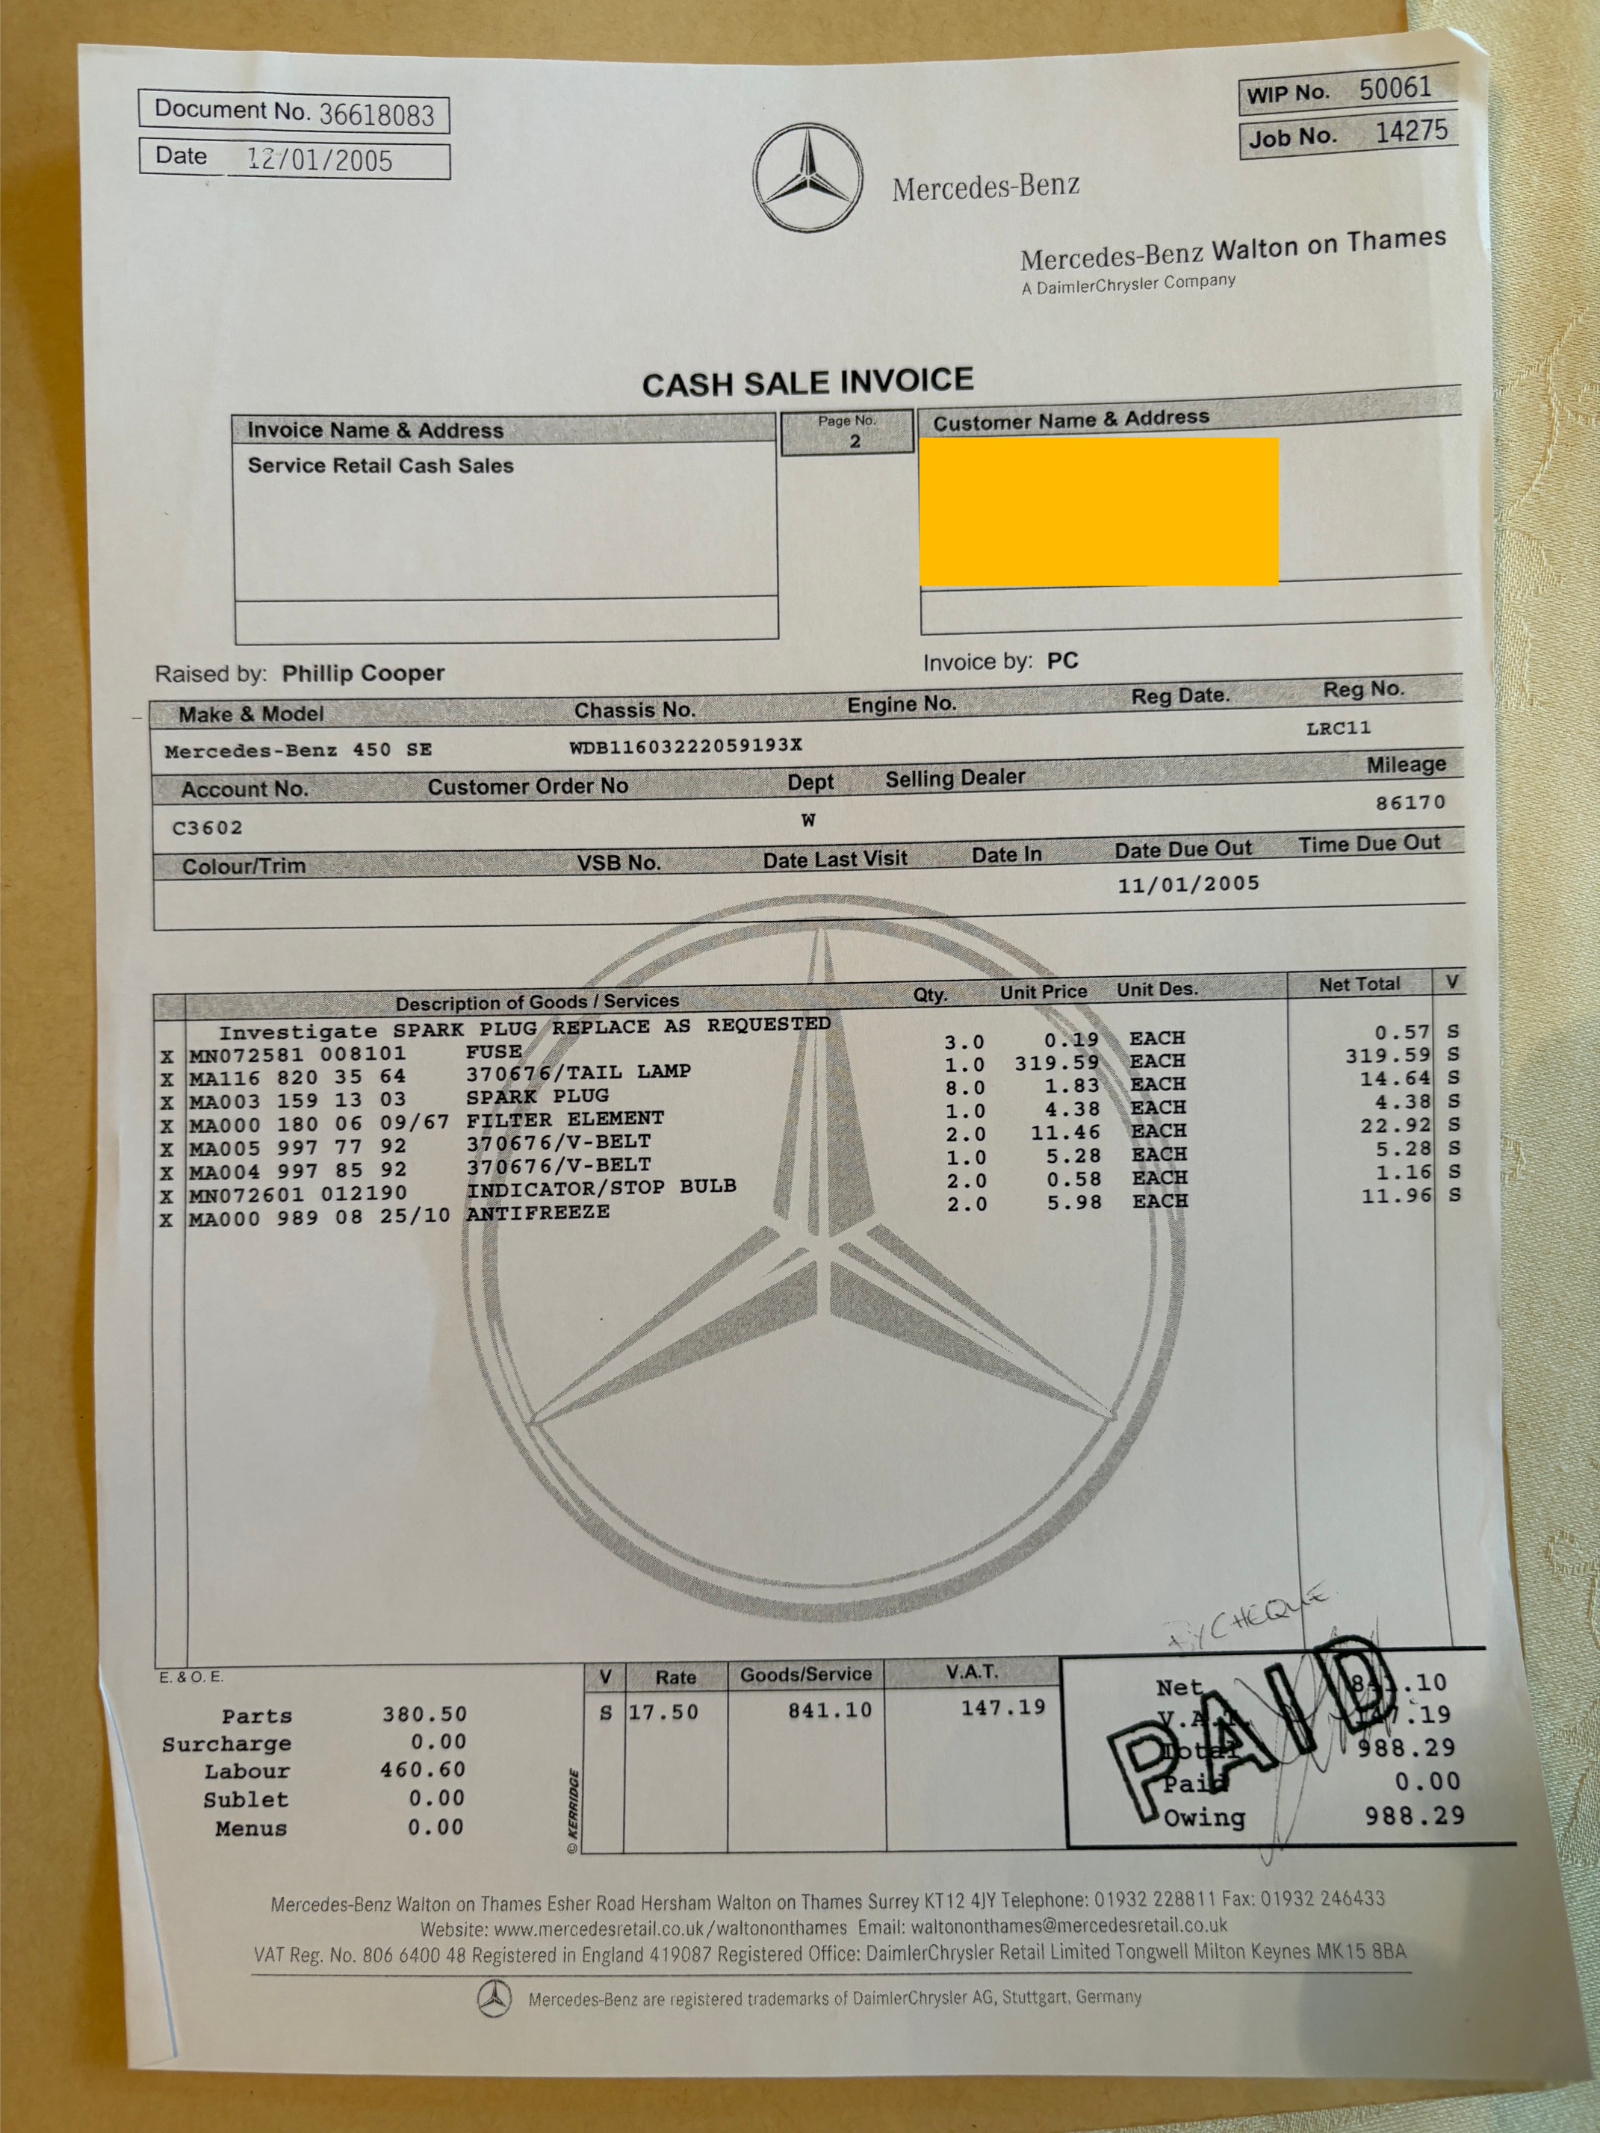 Document No. 36618083
Date 12/01/2005
WIP No. 50061
Job No. 14275
Mercedes-Benz
Mercedes-Benz Walton on Thames
A DaimlerChrysler Company
CASH SALE INVOICE
Invoice Name & Address
Service Retail Cash Sales
Page No.
2
Customer Name & Address
Raised by: Phillip Cooper
Invoice by: PC
Make & Model Chassis No. Engine No. Reg Date. Reg No.
Mercedes-Benz 450 SE WDB11603222059193X LRC11
Account No. Customer Order No Dept Selling Dealer Mileage
C3602 W 86170
Colour/Trim VSB No. Date Last Visit Date In Date Due Out Time Due Out
11/01/2005
Description of Goods / Services Qty. Unit Price Unit Des. Net Total V
Investigate SPARK PLUG REPLACE AS REQUESTED
X MN072581 008101 FUSE 3.0 0.19 EACH 0.57 S
X MA116 820 35 64 370676/TAIL LAMP 1.0 319.59 EACH 319.59 S
X MA003 159 13 03 SPARK PLUG 8.0 1.83 EACH 14.64 S
X MA000 180 06 09/67 FILTER ELEMENT 1.0 4.38 EACH 4.38 S
X MA005 997 77 92 370676/V-BELT 2.0 11.46 EACH 22.92 S
X MA004 997 85 92 370676/V-BELT 1.0 5.28 EACH 5.28 S
X MN072601 012190 INDICATOR/STOP BULB 2.0 0.58 EACH 1.16 S
X MA000 989 08 25/10 ANTIFREEZE 2.0 5.98 EACH 11.96 S
BY CHEQUE
PAID
E. & O. E.
Parts 380.50
Surcharge 0.00
Labour 460.60
Sublet 0.00
Menus 0.00
© KERRIDGE
V Rate Goods/Service V.A.T.
S 17.50 841.10 147.19
Net 841.10
V.A.T. 147.19
Total 988.29
Paid 0.00
Owing 988.29
Mercedes-Benz Walton on Thames Esher Road Hersham Walton on Thames Surrey KT12 4JY Telephone: 01932 228811 Fax: 01932 246433
Website: www.mercedesretail.co.uk/waltononthames Email: waltononthames@mercedesretail.co.uk
VAT Reg. No. 806 6400 48 Registered in England 419087 Registered Office: DaimlerChrysler Retail Limited Tongwell Milton Keynes MK15 8BA
Mercedes-Benz are registered trademarks of DaimlerChrysler AG, Stuttgart, Germany